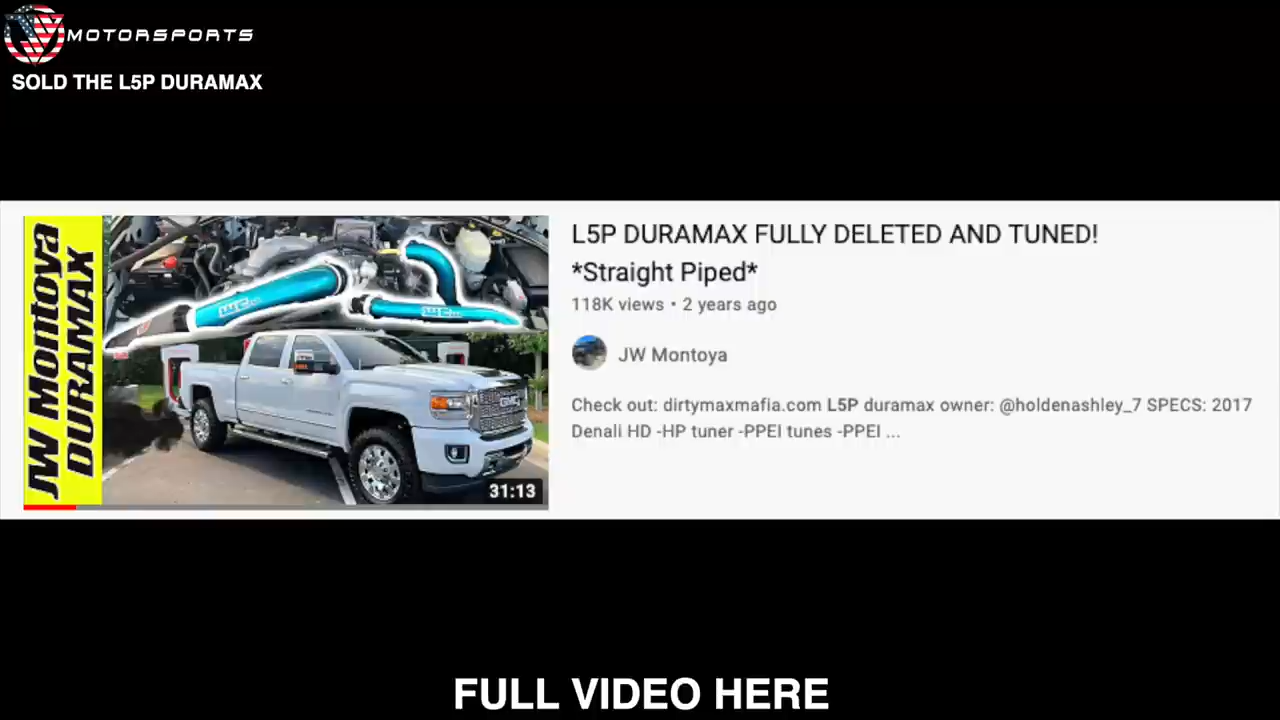 MOTORSPORTS
SOLD THE L5P DURAMAX
JW Montoya
DURAMAX
GMC
31:13
L5P DURAMAX FULLY DELETED AND TUNED!
*Straight Piped*
118K views • 2 years ago
JW Montoya
Check out: dirtymaxmafia.com L5P duramax owner: @holdenashley_7 SPECS: 2017
Denali HD -HP tuner -PPEI tunes -PPEI ...
FULL VIDEO HERE